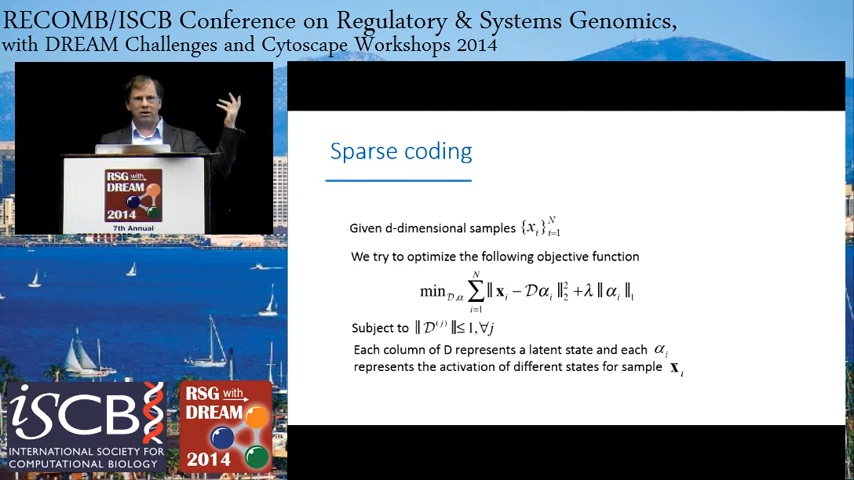 RECOMB/ISCB Conference on Regulatory & Systems Genomics,
with DREAM Challenges and Cytoscape Workshops 2014
RSG with
DREAM
2014
7th Annual
Sparse coding
Given d-dimensional samples {x_i}_{i=1}^N
We try to optimize the following objective function
min_{D,α} ∑_{i=1}^N ‖ x_i − Dα_i ‖_2^2 + λ ‖ α_i ‖_1
Subject to ‖ D^{(j)} ‖≤ 1, ∀j
Each column of D represents a latent state and each α_i
represents the activation of different states for sample x_i
iSCB
INTERNATIONAL SOCIETY FOR
COMPUTATIONAL BIOLOGY
RSG with
DREAM
2014